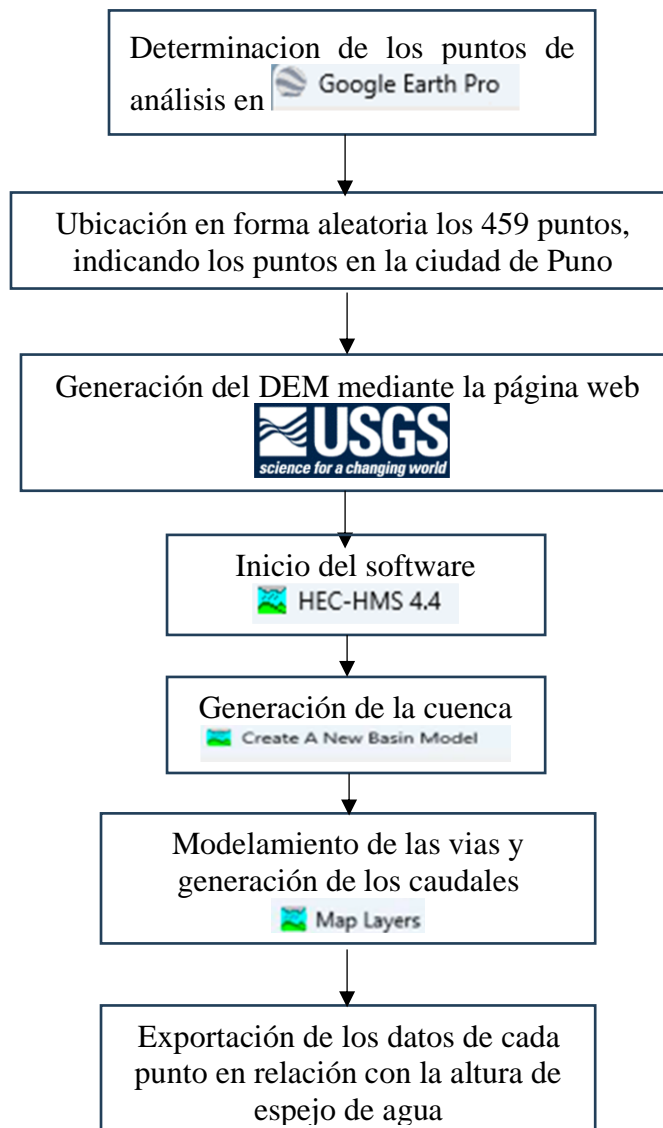 Determinacion de los puntos de
análisis en Google Earth Pro
Ubicación en forma aleatoria los 459 puntos,
indicando los puntos en la ciudad de Puno
Generación del DEM mediante la página web
USGS
science for a changing world
Inicio del software
HEC-HMS 4.4
Generación de la cuenca
Create A New Basin Model
Modelamiento de las vias y
generación de los caudales
Map Layers
Exportación de los datos de cada
punto en relación con la altura de
espejo de agua